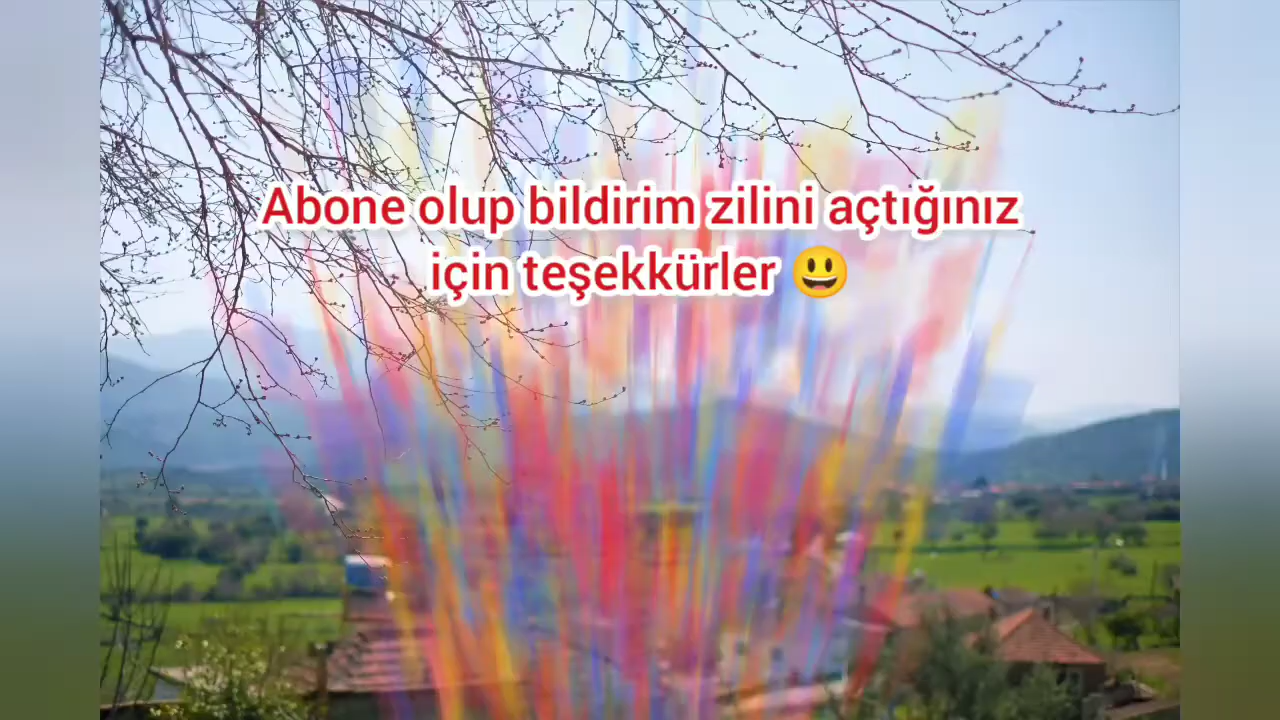 Abone olup bildirim zilini açtığınız
için teşekkürler 😃